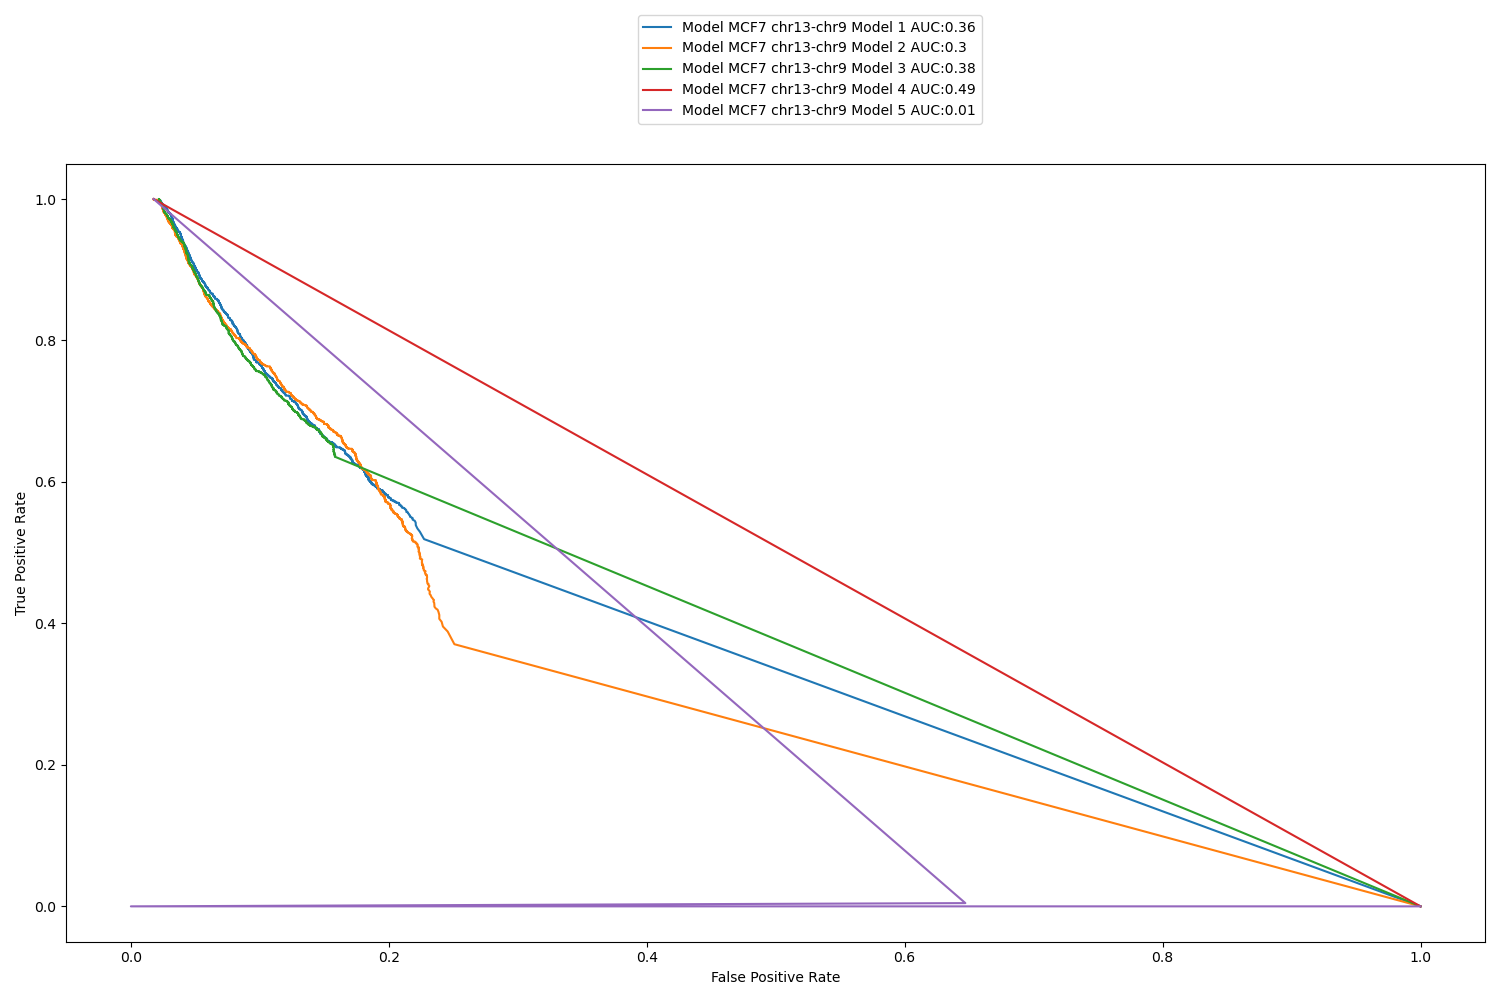 Model MCF7 chr13-chr9 Model 1 AUC:0.36
Model MCF7 chr13-chr9 Model 2 AUC:0.3
Model MCF7 chr13-chr9 Model 3 AUC:0.38
Model MCF7 chr13-chr9 Model 4 AUC:0.49
Model MCF7 chr13-chr9 Model 5 AUC:0.01
True Positive Rate
1.0
0.8
0.6
0.4
0.2
0.0
0.0 0.2 0.4 0.6 0.8 1.0
False Positive Rate